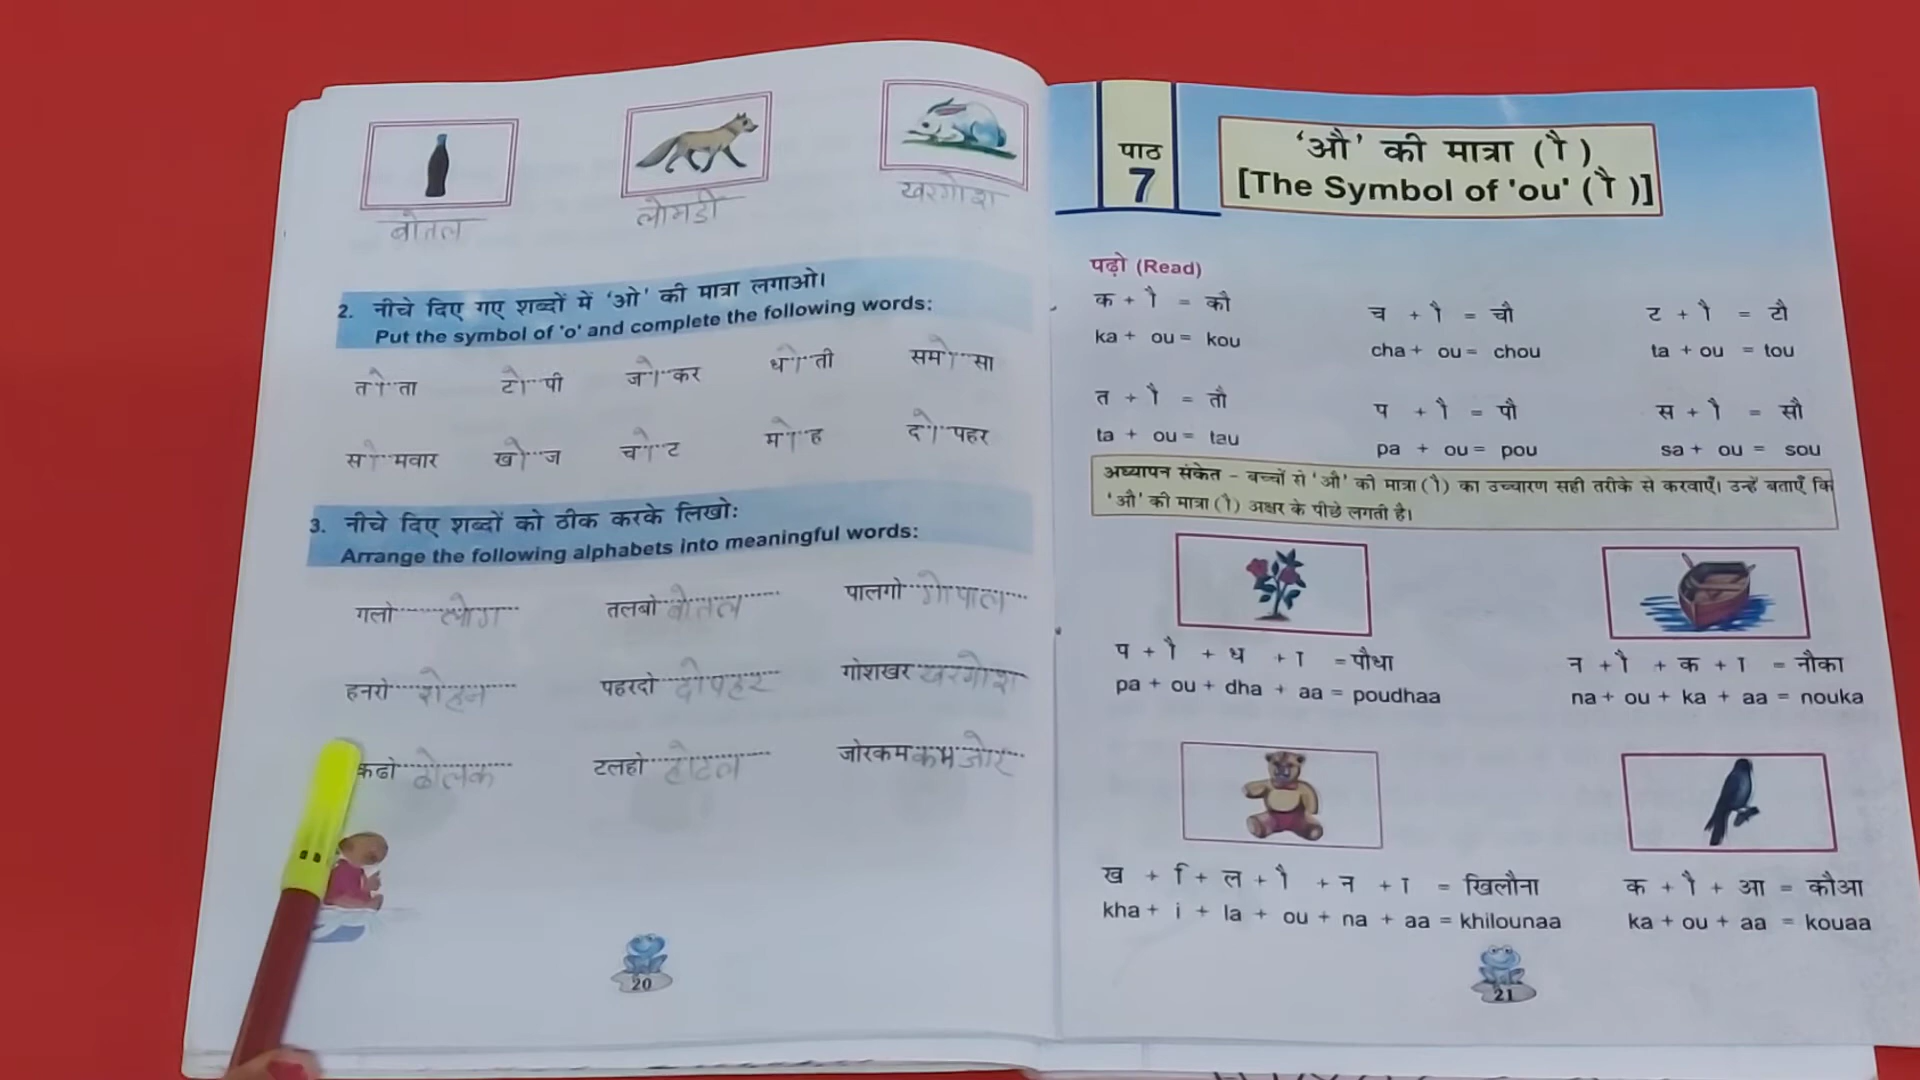 बोतल लोमडी खरगोश
2. नीचे दिए गए शब्दों में 'ओ' की मात्रा लगाओ।
Put the symbol of 'o' and complete the following words:
तोता टोपी जोकर धोती समोसा
सोमवार खोज चोट मोह दोपहर
3. नीचे दिए शब्दों को ठीक करके लिखो:
Arrange the following alphabets into meaningful words:
गलो लोग तलबो बोतल पालगो गोपाल
हनरो रोहन पहरदो दोपहर गोशखर खरगोश
कढो ढोलक टलहो होटल जोरकम कमजोर
20
पाठ
7
'औ' की मात्रा (ौ)
[The Symbol of 'ou' (ौ)]
पढ़ो (Read)
क + ौ = कौ च + ौ = चौ ट + ौ = टौ
ka + ou = kou cha + ou = chou ta + ou = tou
त + ौ = तौ प + ौ = पौ स + ौ = सौ
ta + ou = tau pa + ou = pou sa + ou = sou
अध्यापन संकेत – बच्चों से 'औ' की मात्रा (ौ) का उच्चारण सही तरीके से करवाएँ। उन्हें बताएँ कि
'औ' की मात्रा (ौ) अक्षर के पीछे लगती है।
प + ौ + ध + ा = पौधा न + ौ + क + ा = नौका
pa + ou + dha + aa = poudhaa na + ou + ka + aa = nouka
ख + ि + ल + ौ + न + ा = खिलौना क + ौ + आ = कौआ
kha + i + la + ou + na + aa = khilounaa ka + ou + aa = kouaa
21